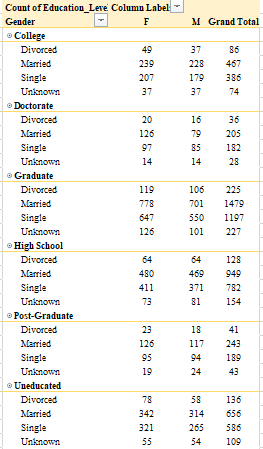 Count of Education_Leve Column Label
Gender F M Grand Total
College
Divorced 49 37 86
Married 239 228 467
Single 207 179 386
Unknown 37 37 74
Doctorate
Divorced 20 16 36
Married 126 79 205
Single 97 85 182
Unknown 14 14 28
Graduate
Divorced 119 106 225
Married 778 701 1479
Single 647 550 1197
Unknown 126 101 227
High School
Divorced 64 64 128
Married 480 469 949
Single 411 371 782
Unknown 73 81 154
Post-Graduate
Divorced 23 18 41
Married 126 117 243
Single 95 94 189
Unknown 19 24 43
Uneducated
Divorced 78 58 136
Married 342 314 656
Single 321 265 586
Unknown 55 54 109